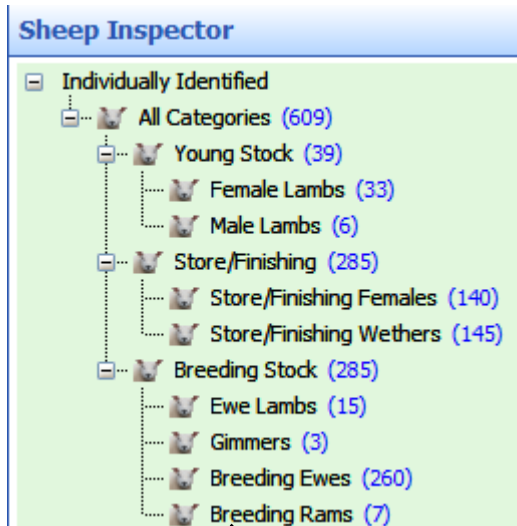 Sheep Inspector
Individually Identified
All Categories (609)
Young Stock (39)
Female Lambs (33)
Male Lambs (6)
Store/Finishing (285)
Store/Finishing Females (140)
Store/Finishing Wethers (145)
Breeding Stock (285)
Ewe Lambs (15)
Gimmers (3)
Breeding Ewes (260)
Breeding Rams (7)